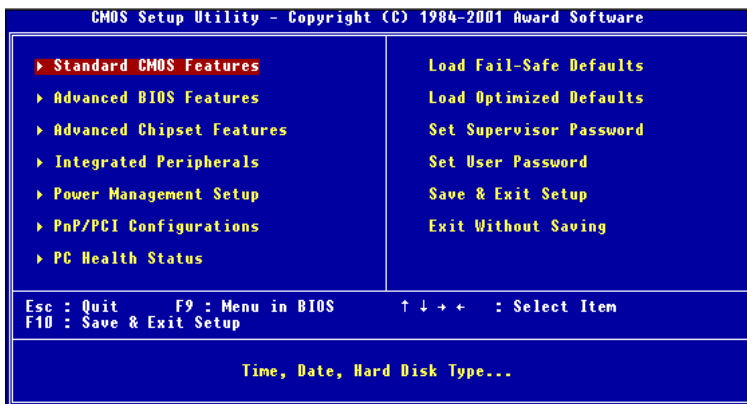 CMOS Setup Utility - Copyright (C) 1984-2001 Award Software
▸ Standard CMOS Features
▸ Advanced BIOS Features
▸ Advanced Chipset Features
▸ Integrated Peripherals
▸ Power Management Setup
▸ PnP/PCI Configurations
▸ PC Health Status
Load Fail-Safe Defaults
Load Optimized Defaults
Set Supervisor Password
Set User Password
Save & Exit Setup
Exit Without Saving
Esc : Quit F9 : Menu in BIOS ↑ ↓ → ← : Select Item
F10 : Save & Exit Setup
Time, Date, Hard Disk Type...